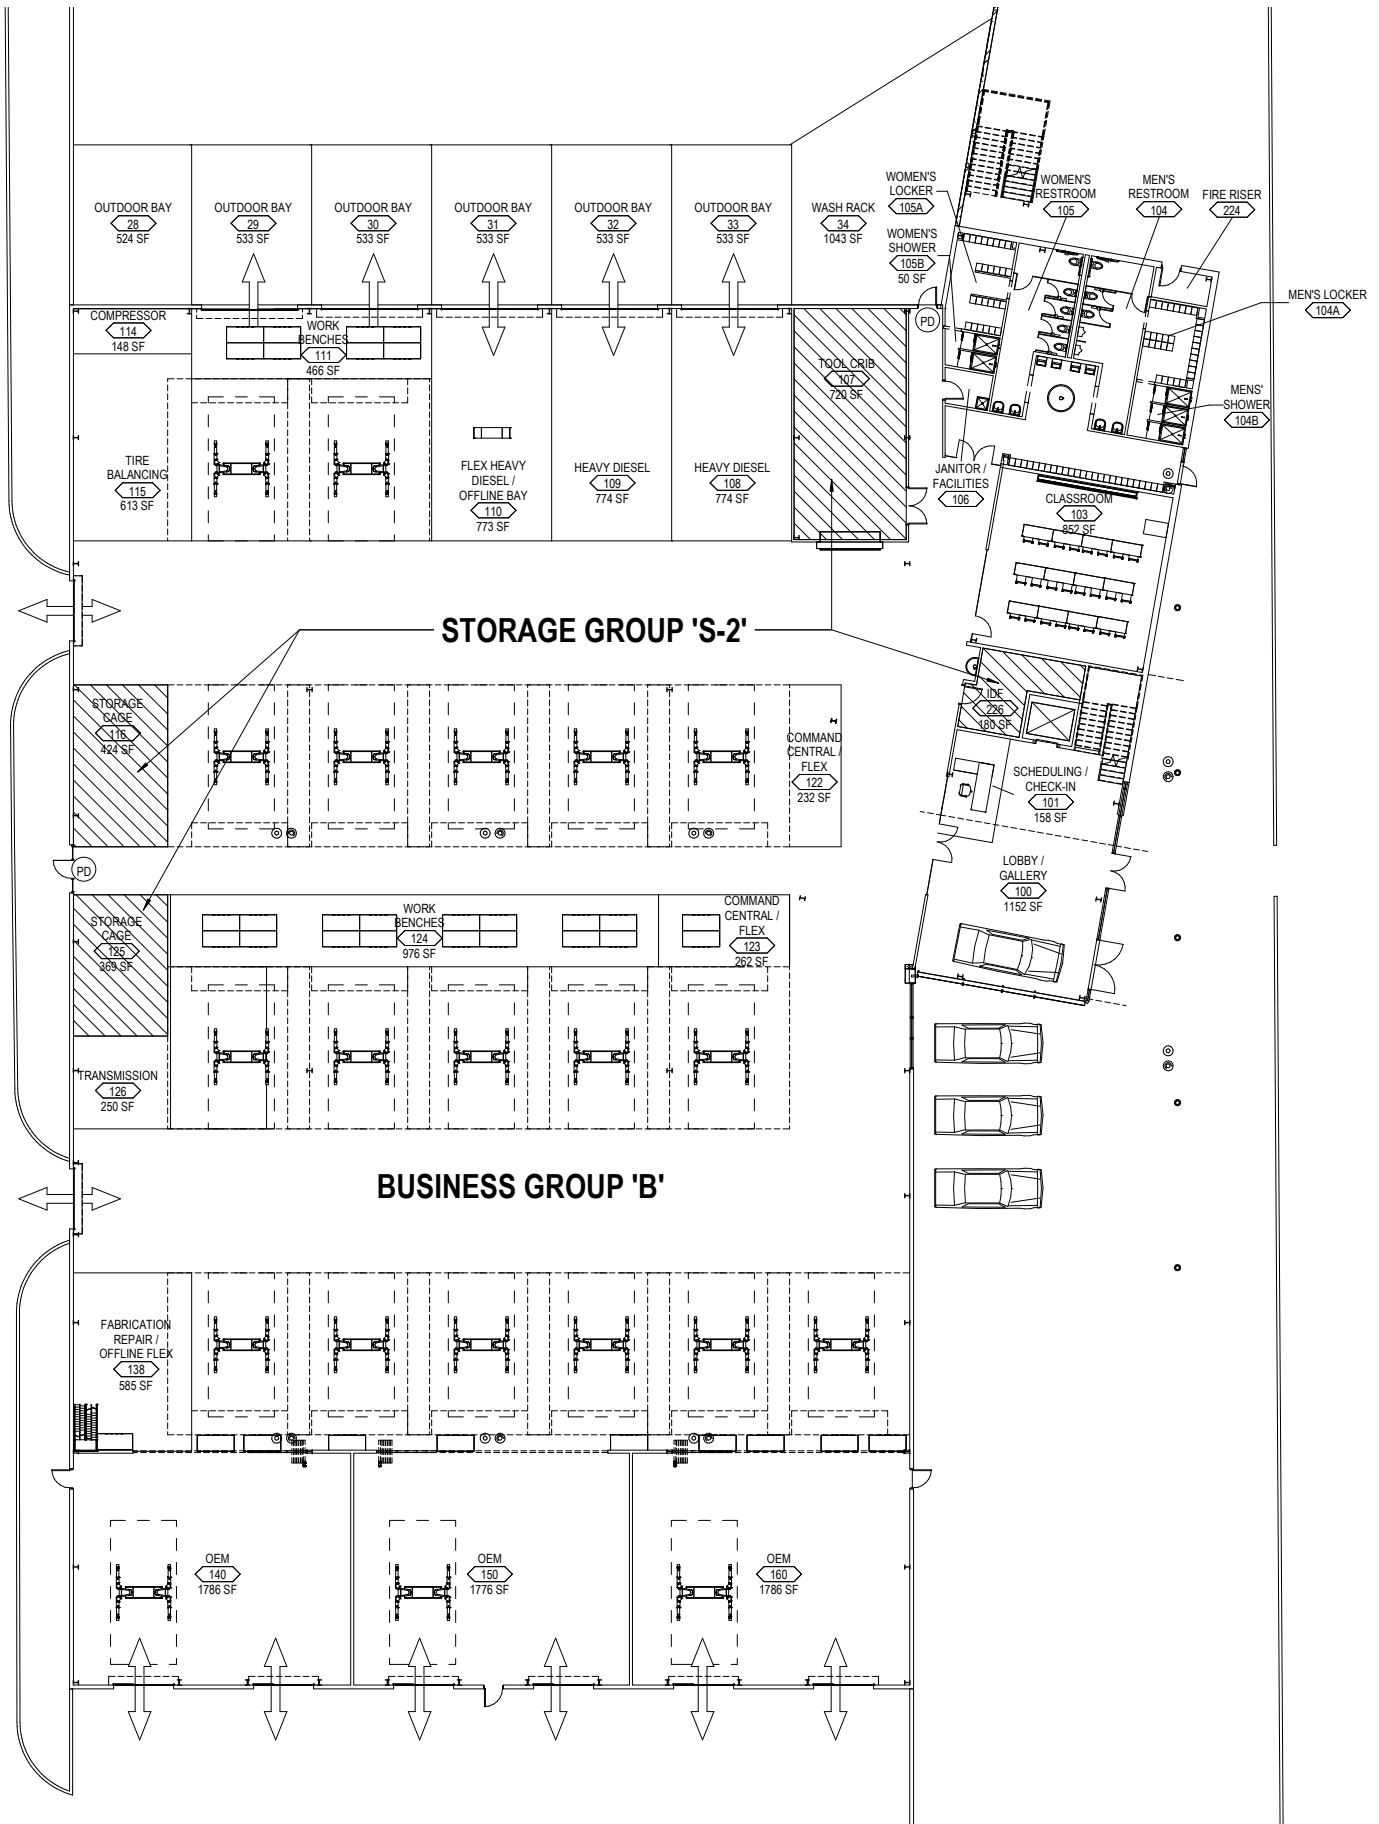 OUTDOOR BAY
28
524 SF
OUTDOOR BAY
29
533 SF
OUTDOOR BAY
30
533 SF
OUTDOOR BAY
31
533 SF
OUTDOOR BAY
32
533 SF
OUTDOOR BAY
33
533 SF
WASH RACK
34
1043 SF
WOMEN'S
LOCKER
105A
WOMEN'S
SHOWER
105B
50 SF
WOMEN'S
RESTROOM
105
MEN'S
RESTROOM
104
FIRE RISER
224
MEN'S LOCKER
104A
MENS'
SHOWER
104B
COMPRESSOR
114
148 SF
WORK
BENCHES
111
466 SF
TOOL CRIB
107
720 SF
PD
TIRE
BALANCING
115
613 SF
FLEX HEAVY
DIESEL /
OFFLINE BAY
110
773 SF
HEAVY DIESEL
109
774 SF
HEAVY DIESEL
108
774 SF
JANITOR /
FACILITIES
106
CLASSROOM
103
852 SF
STORAGE GROUP 'S-2'
STORAGE
CAGE
116
424 SF
COMMAND
CENTRAL /
FLEX
122
232 SF
IDF
226
180 SF
SCHEDULING /
CHECK-IN
101
158 SF
PD
LOBBY /
GALLERY
100
1152 SF
STORAGE
CAGE
125
369 SF
WORK
BENCHES
124
976 SF
COMMAND
CENTRAL /
FLEX
123
262 SF
TRANSMISSION
126
250 SF
BUSINESS GROUP 'B'
FABRICATION
REPAIR /
OFFLINE FLEX
138
585 SF
OEM
140
1786 SF
OEM
150
1776 SF
OEM
160
1786 SF